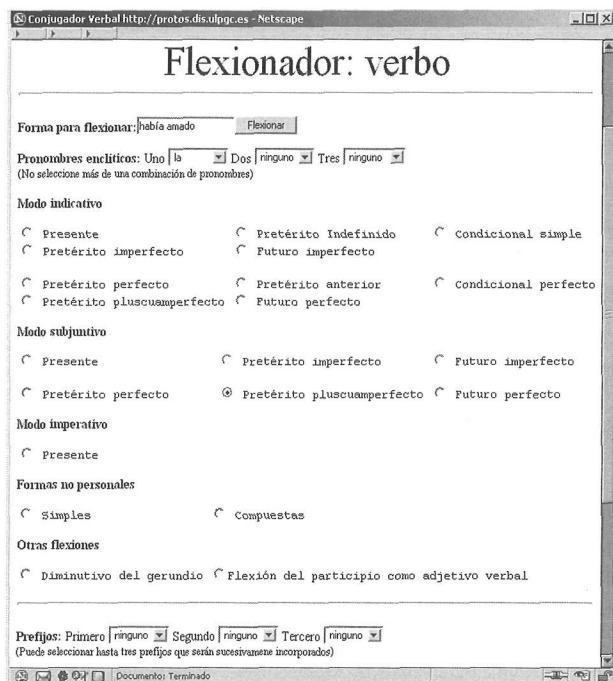 Conjugador Verbal http://protos.dis.ulpgc.es - Netscape
Flexionador: verbo
Forma para flexionar: había amado Flexionar
Pronombres enclíticos: Uno la Dos ninguno Tres ninguno
(No seleccione más de una combinación de pronombres)
Modo indicativo
Presente Pretérito Indefinido Condicional simple
Pretérito imperfecto Futuro imperfecto
Pretérito perfecto Pretérito anterior Condicional perfecto
Pretérito pluscuamperfecto Futuro perfecto
Modo subjuntivo
Presente Pretérito imperfecto Futuro imperfecto
Pretérito perfecto Pretérito pluscuamperfecto Futuro perfecto
Modo imperativo
Presente
Formas no personales
Simples Compuestas
Otras flexiones
Diminutivo del gerundio Flexión del participio como adjetivo verbal
Prefijos: Primero ninguno Segundo ninguno Tercero ninguno
(Puede seleccionar hasta tres prefijos que serán sucesivamene incorporados)
Documento: Terminado